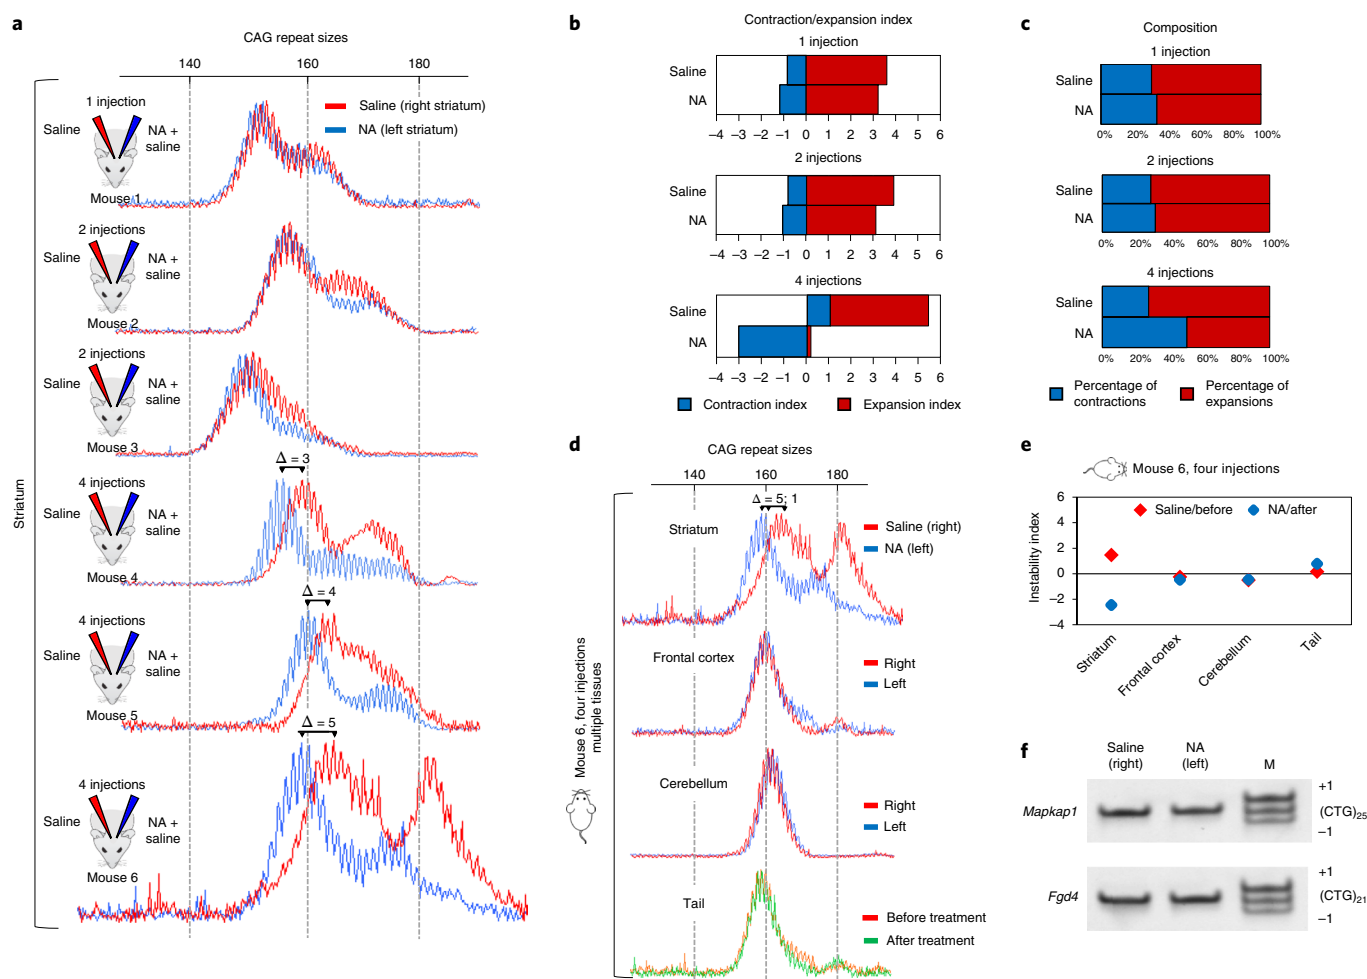 a
CAG repeat sizes
140
160
180
Saline (right striatum)
NA (left striatum)
Striatum
1 injection
Saline
NA +
saline
Mouse 1
2 injections
Saline
NA +
saline
Mouse 2
2 injections
Saline
NA +
saline
Mouse 3
4 injections
Saline
NA +
saline
Mouse 4
Δ = 3
4 injections
Saline
NA +
saline
Mouse 5
Δ = 4
4 injections
Saline
NA +
saline
Mouse 6
Δ = 5
b
Contraction/expansion index
1 injection
Saline
NA
–4 –3 –2 –1 0 1 2 3 4 5 6
2 injections
Saline
NA
–4 –3 –2 –1 0 1 2 3 4 5 6
4 injections
Saline
NA
–4 –3 –2 –1 0 1 2 3 4 5 6
Contraction index
Expansion index
c
Composition
1 injection
Saline
NA
0% 20% 40% 60% 80% 100%
2 injections
Saline
NA
0% 20% 40% 60% 80% 100%
4 injections
Saline
NA
0% 20% 40% 60% 80% 100%
Percentage of
contractions
Percentage of
expansions
d
CAG repeat sizes
140
160
180
Δ = 5; 1
Mouse 6, four injections
multiple tissues
Striatum
Saline (right)
NA (left)
Frontal cortex
Right
Left
Cerebellum
Right
Left
Tail
Before treatment
After treatment
e
Mouse 6, four injections
Instability index
6
4
2
0
–2
–4
Saline/before
NA/after
Striatum
Frontal cortex
Cerebellum
Tail
f
Saline
(right)
NA
(left)
M
Mapkap1
+1
(CTG)25
–1
Fgd4
+1
(CTG)21
–1